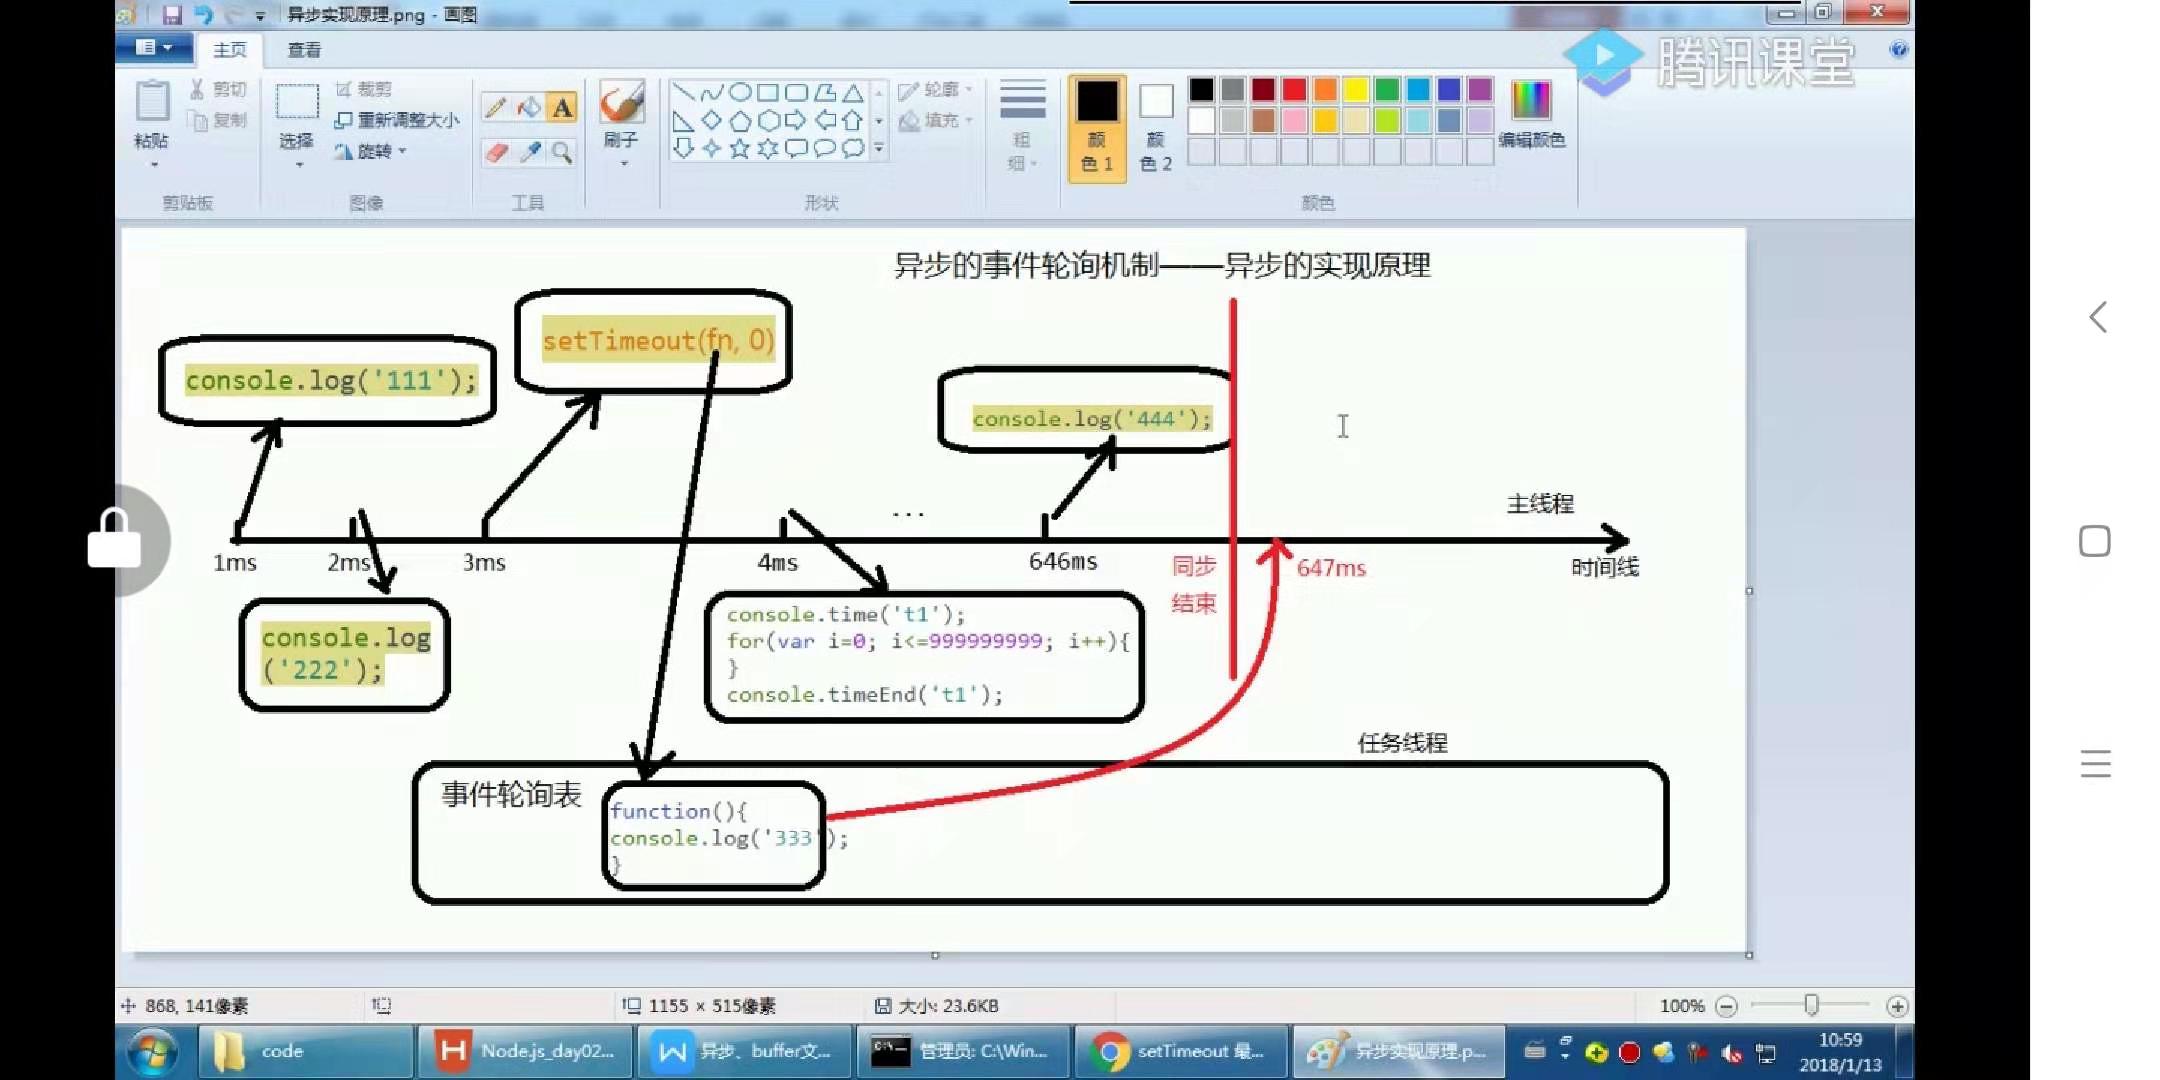 异步实现原理.png - 画图
主页
查看
腾讯课堂
粘贴
剪切
复制
剪贴板
选择
裁剪
重新调整大小
旋转
图像
A
工具
刷子
轮廓
填充
形状
粗
细
颜
色 1
颜
色 2
编辑颜色
颜色
异步的事件轮询机制——异步的实现原理
setTimeout(fn, 0)
console.log('111');
console.log('444');
...
主线程
1ms
2ms
3ms
4ms
646ms
同步
结束
647ms
时间线
console.log
('222');
console.time('t1');
for(var i=0; i<=999999999; i++){
}
console.timeEnd('t1');
任务线程
事件轮询表
function(){
console.log('333');
}
868, 141像素
1155 × 515像素
大小: 23.6KB
100%
code
Node.js_day02...
异步、buffer文...
管理员: C:\Win...
setTimeout 最...
异步实现原理.p...
10:59
2018/1/13